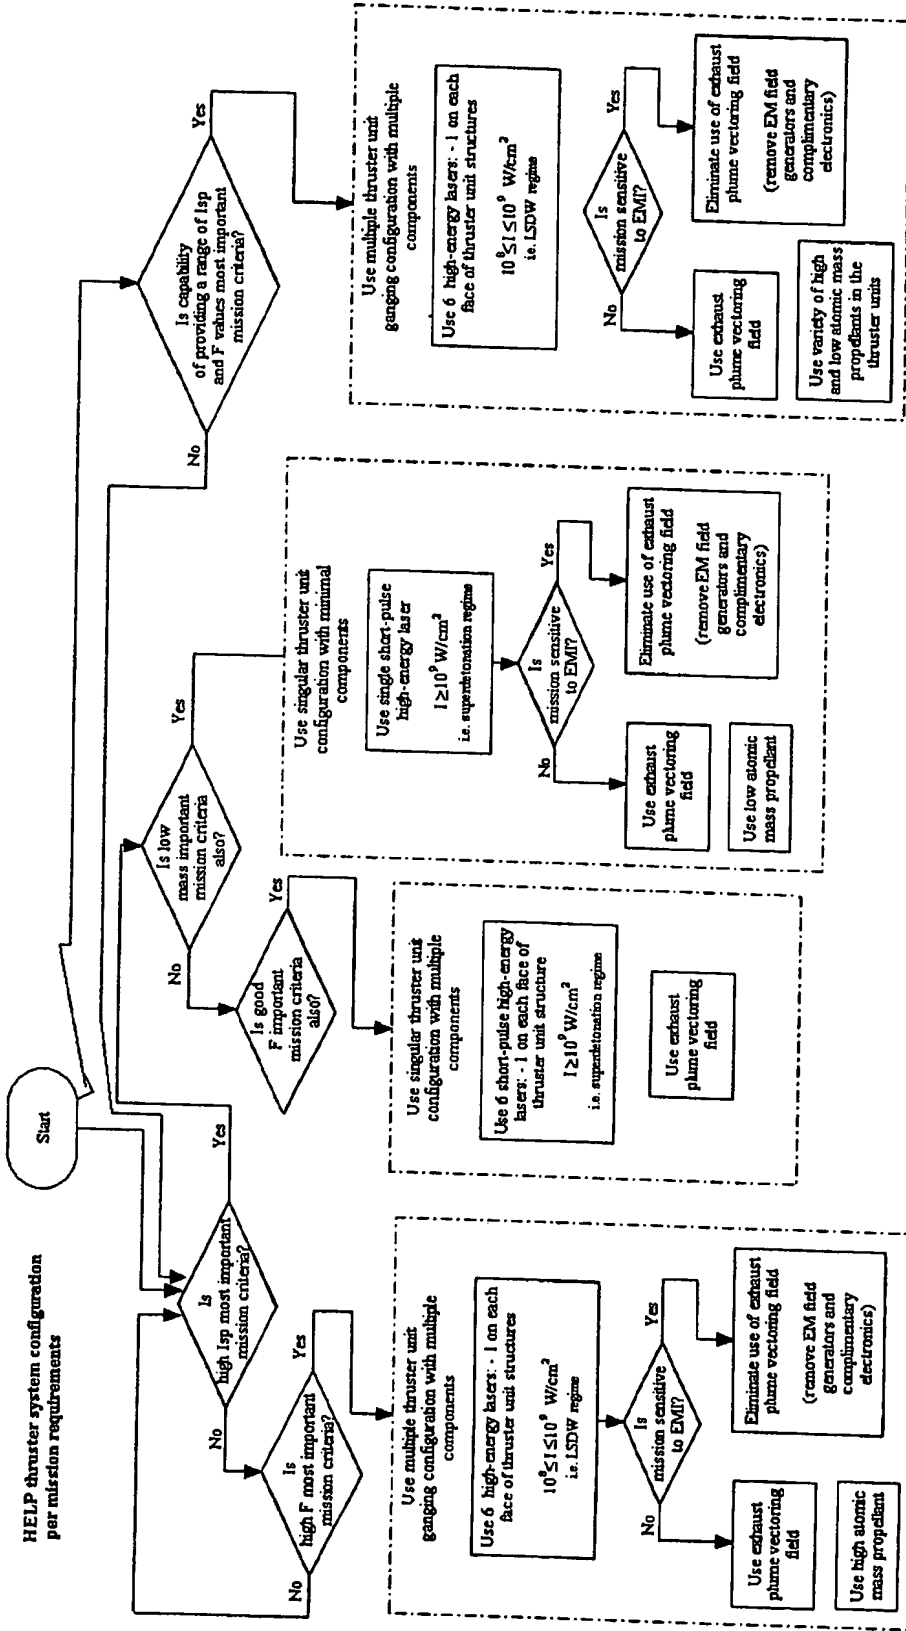 HELP thruster system configuration
per mission requirements
Start
Is
high Isp most important
mission criteria?
No
Yes
Is
high F most important
mission criteria?
No
Yes
Use multiple thruster unit
ganging configuration with multiple
components
Use 6 high-energy lasers: - 1 on each
face of thruster unit structures
10⁸≤I≤10⁹ W/cm²
i.e. LSDW regime
Is
mission sensitive
to EMI?
No
Yes
Use exhaust
plume vectoring
field
Use high atomic
mass propellant
Eliminate use of exhaust
plume vectoring field
(remove EM field
generators and
complimentary
electronics)
Is low
mass important
mission criteria
also?
No
Yes
Is good
F important
mission criteria
also?
Yes
Use singular thruster unit
configuration with multiple
components
Use 6 short-pulse high-energy
lasers: - 1 on each face of
thruster unit structure
I≥10⁹ W/cm²
i.e. superdetonation regime
Use exhaust
plume vectoring
field
Use singular thruster unit
configuration with minimal
components
Use single short-pulse
high-energy laser
I≥10⁹ W/cm²
i.e. superdetonation regime
Is
mission sensitive
to EMI?
No
Yes
Use exhaust
plume vectoring
field
Use low atomic
mass propellant
Eliminate use of exhaust
plume vectoring field
(remove EM field
generators and
complimentary
electronics)
Is capability
of providing a range of Isp
and F values most important
mission criteria?
No
Yes
Use multiple thruster unit
ganging configuration with multiple
components
Use 6 high-energy lasers: - 1 on each
face of thruster unit structures
10⁸≤I≤10⁹ W/cm²
i.e. LSDW regime
Is
mission sensitive
to EMI?
No
Yes
Use exhaust
plume vectoring
field
Use variety of high
and low atomic mass
propellants in the
thruster units
Eliminate use of exhaust
plume vectoring field
(remove EM field
generators and
complimentary
electronics)